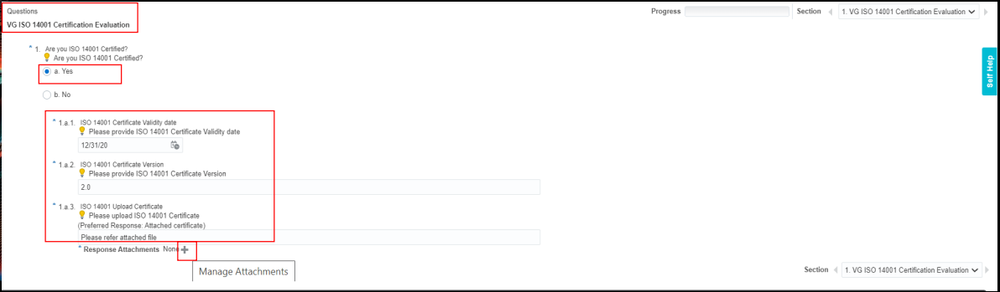 Questions
Progress
Section 1. VG ISO 14001 Certification Evaluation
VG ISO 14001 Certification Evaluation
* 1. Are you ISO 14001 Certified?
Are you ISO 14001 Certified?
a. Yes
b. No
Self Help
* 1.a.1. ISO 14001 Certificate Validity date
Please provide ISO 14001 Certificate Validity date
12/31/20
* 1.a.2. ISO 14001 Certificate Version
Please provide ISO 14001 Certificate Version
2.0
* 1.a.3. ISO 14001 Upload Certificate
Please upload ISO 14001 Certificate
(Preferred Response: Attached certificate)
Please refer attached file
* Response Attachments None
Manage Attachments
Section 1. VG ISO 14001 Certification Evaluation